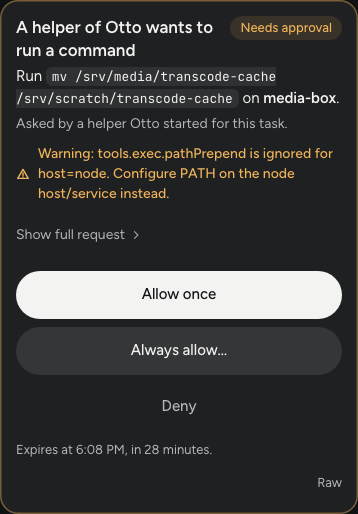 A helper of Otto wants to
run a command
Needs approval
Run mv /srv/media/transcode-cache
/srv/scratch/transcode-cache on media-box.
Asked by a helper Otto started for this task.
Warning: tools.exec.pathPrepend is ignored for
host=node. Configure PATH on the node
host/service instead.
Show full request
Allow once
Always allow...
Deny
Expires at 6:08 PM, in 28 minutes.
Raw